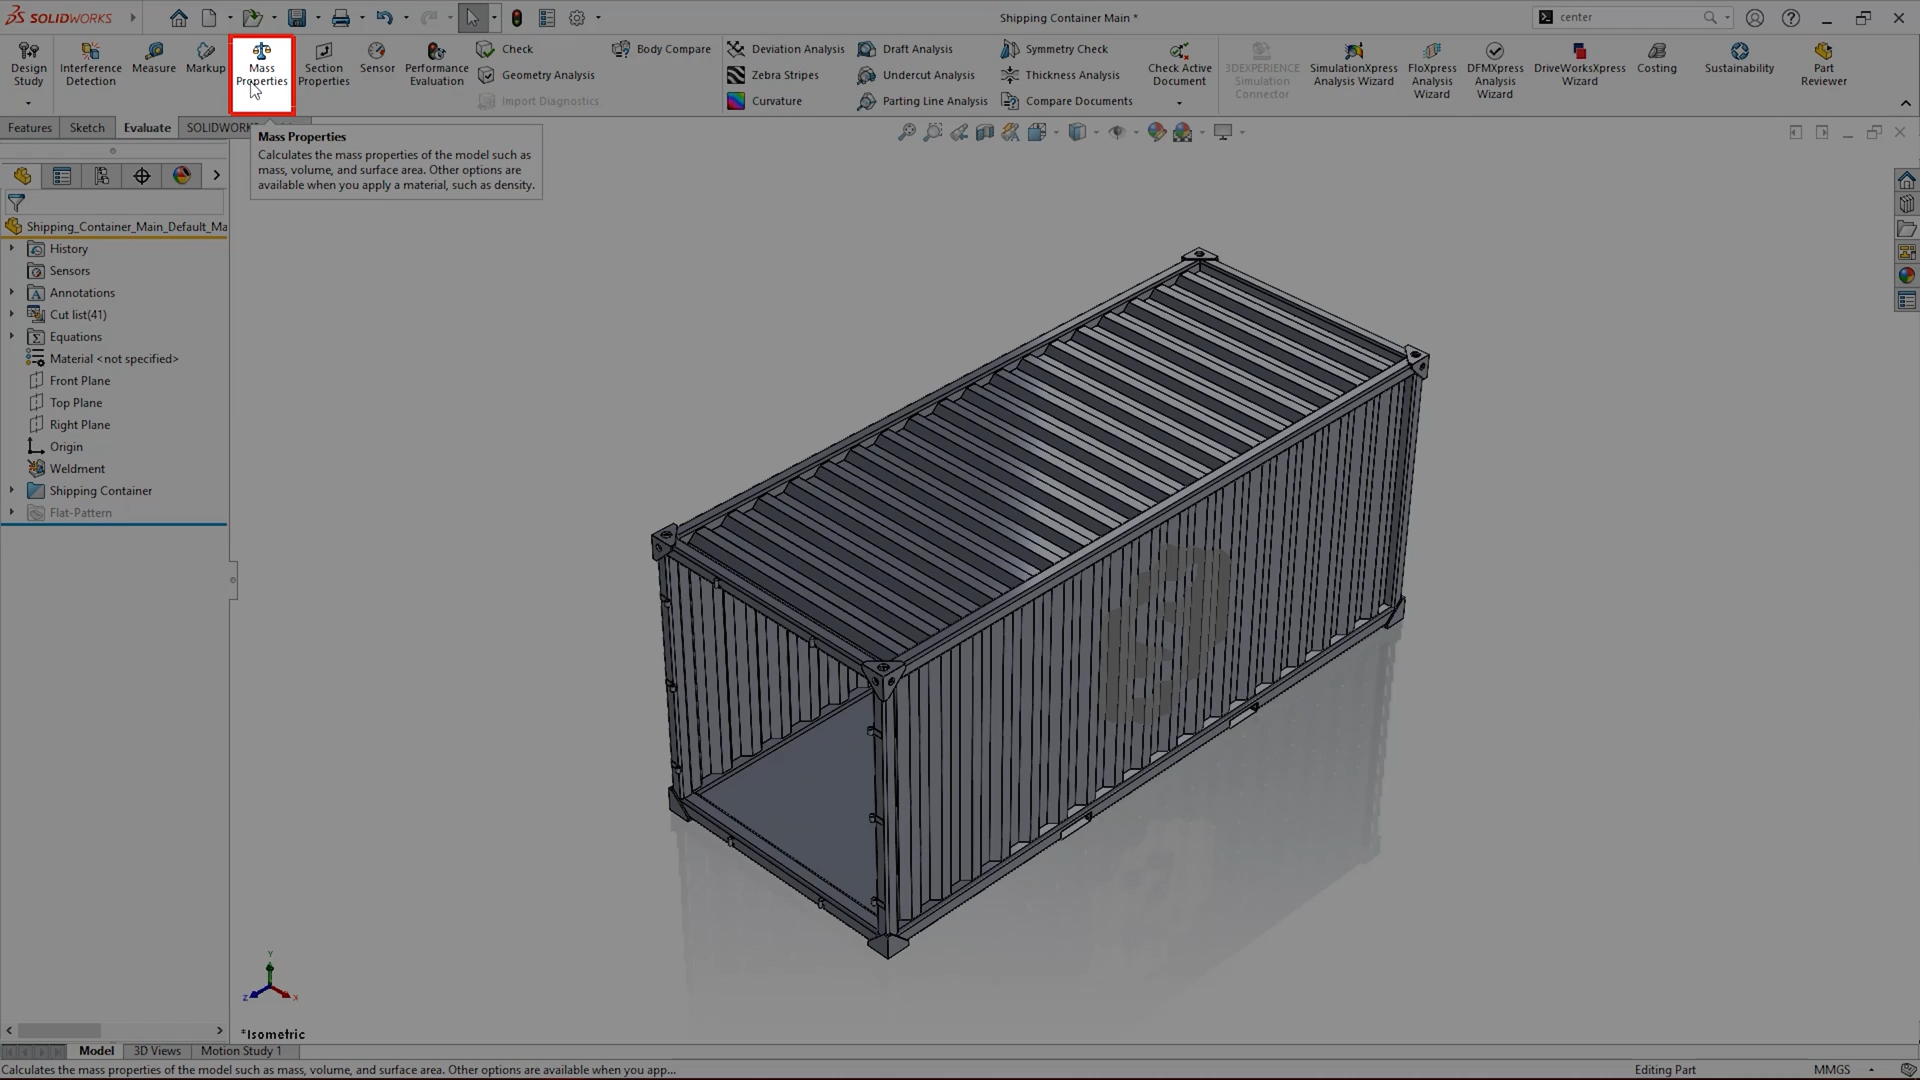 SOLIDWORKS
Shipping Container Main *
center
Design
Study
Interference
Detection
Measure
Markup
Mass
Properties
Section
Properties
Sensor
Performance
Evaluation
Check
Geometry Analysis
Import Diagnostics
Body Compare
Deviation Analysis
Zebra Stripes
Curvature
Draft Analysis
Undercut Analysis
Parting Line Analysis
Symmetry Check
Thickness Analysis
Compare Documents
Check Active
Document
3DEXPERIENCE
Simulation
Connector
SimulationXpress
Analysis Wizard
FloXpress
Analysis
Wizard
DFMXpress
Analysis
Wizard
DriveWorksXpress
Wizard
Costing
Sustainability
Part
Reviewer
Features
Sketch
Evaluate
SOLIDWORKS
Mass Properties
Calculates the mass properties of the model such as
mass, volume, and surface area. Other options are
available when you apply a material, such as density.
Shipping_Container_Main_Default_Ma
History
Sensors
Annotations
Cut list(41)
Equations
Material <not specified>
Front Plane
Top Plane
Right Plane
Origin
Weldment
Shipping Container
Flat-Pattern
Y
Z
X
*Isometric
Model
3D Views
Motion Study 1
Calculates the mass properties of the model such as mass, volume, and surface area. Other options are available when you app...
Editing Part
MMGS